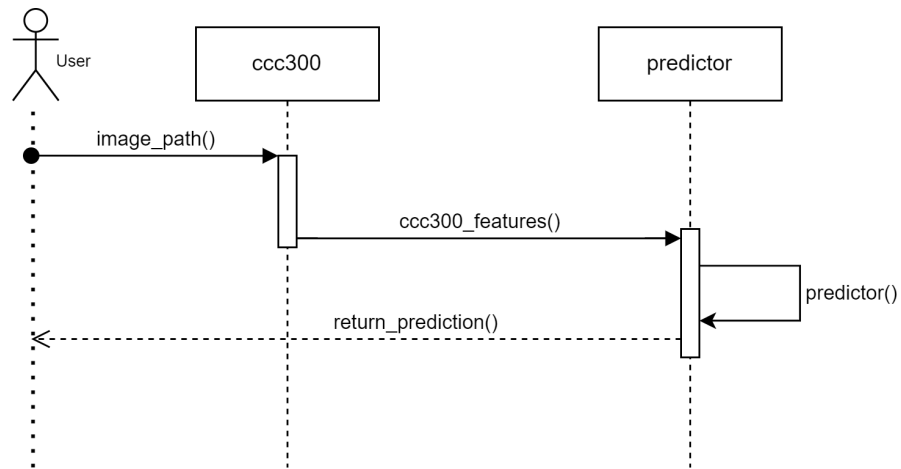 User
ccc300
predictor
image_path()
ccc300_features()
predictor()
return_prediction()